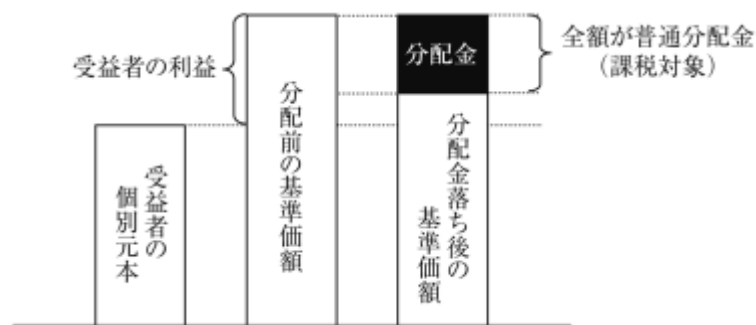 受益者の利益
受益者の
個別元本
分配前の基準価額
分配金
分配金落ち後の
基準価額
全額が普通分配金
（課税対象）